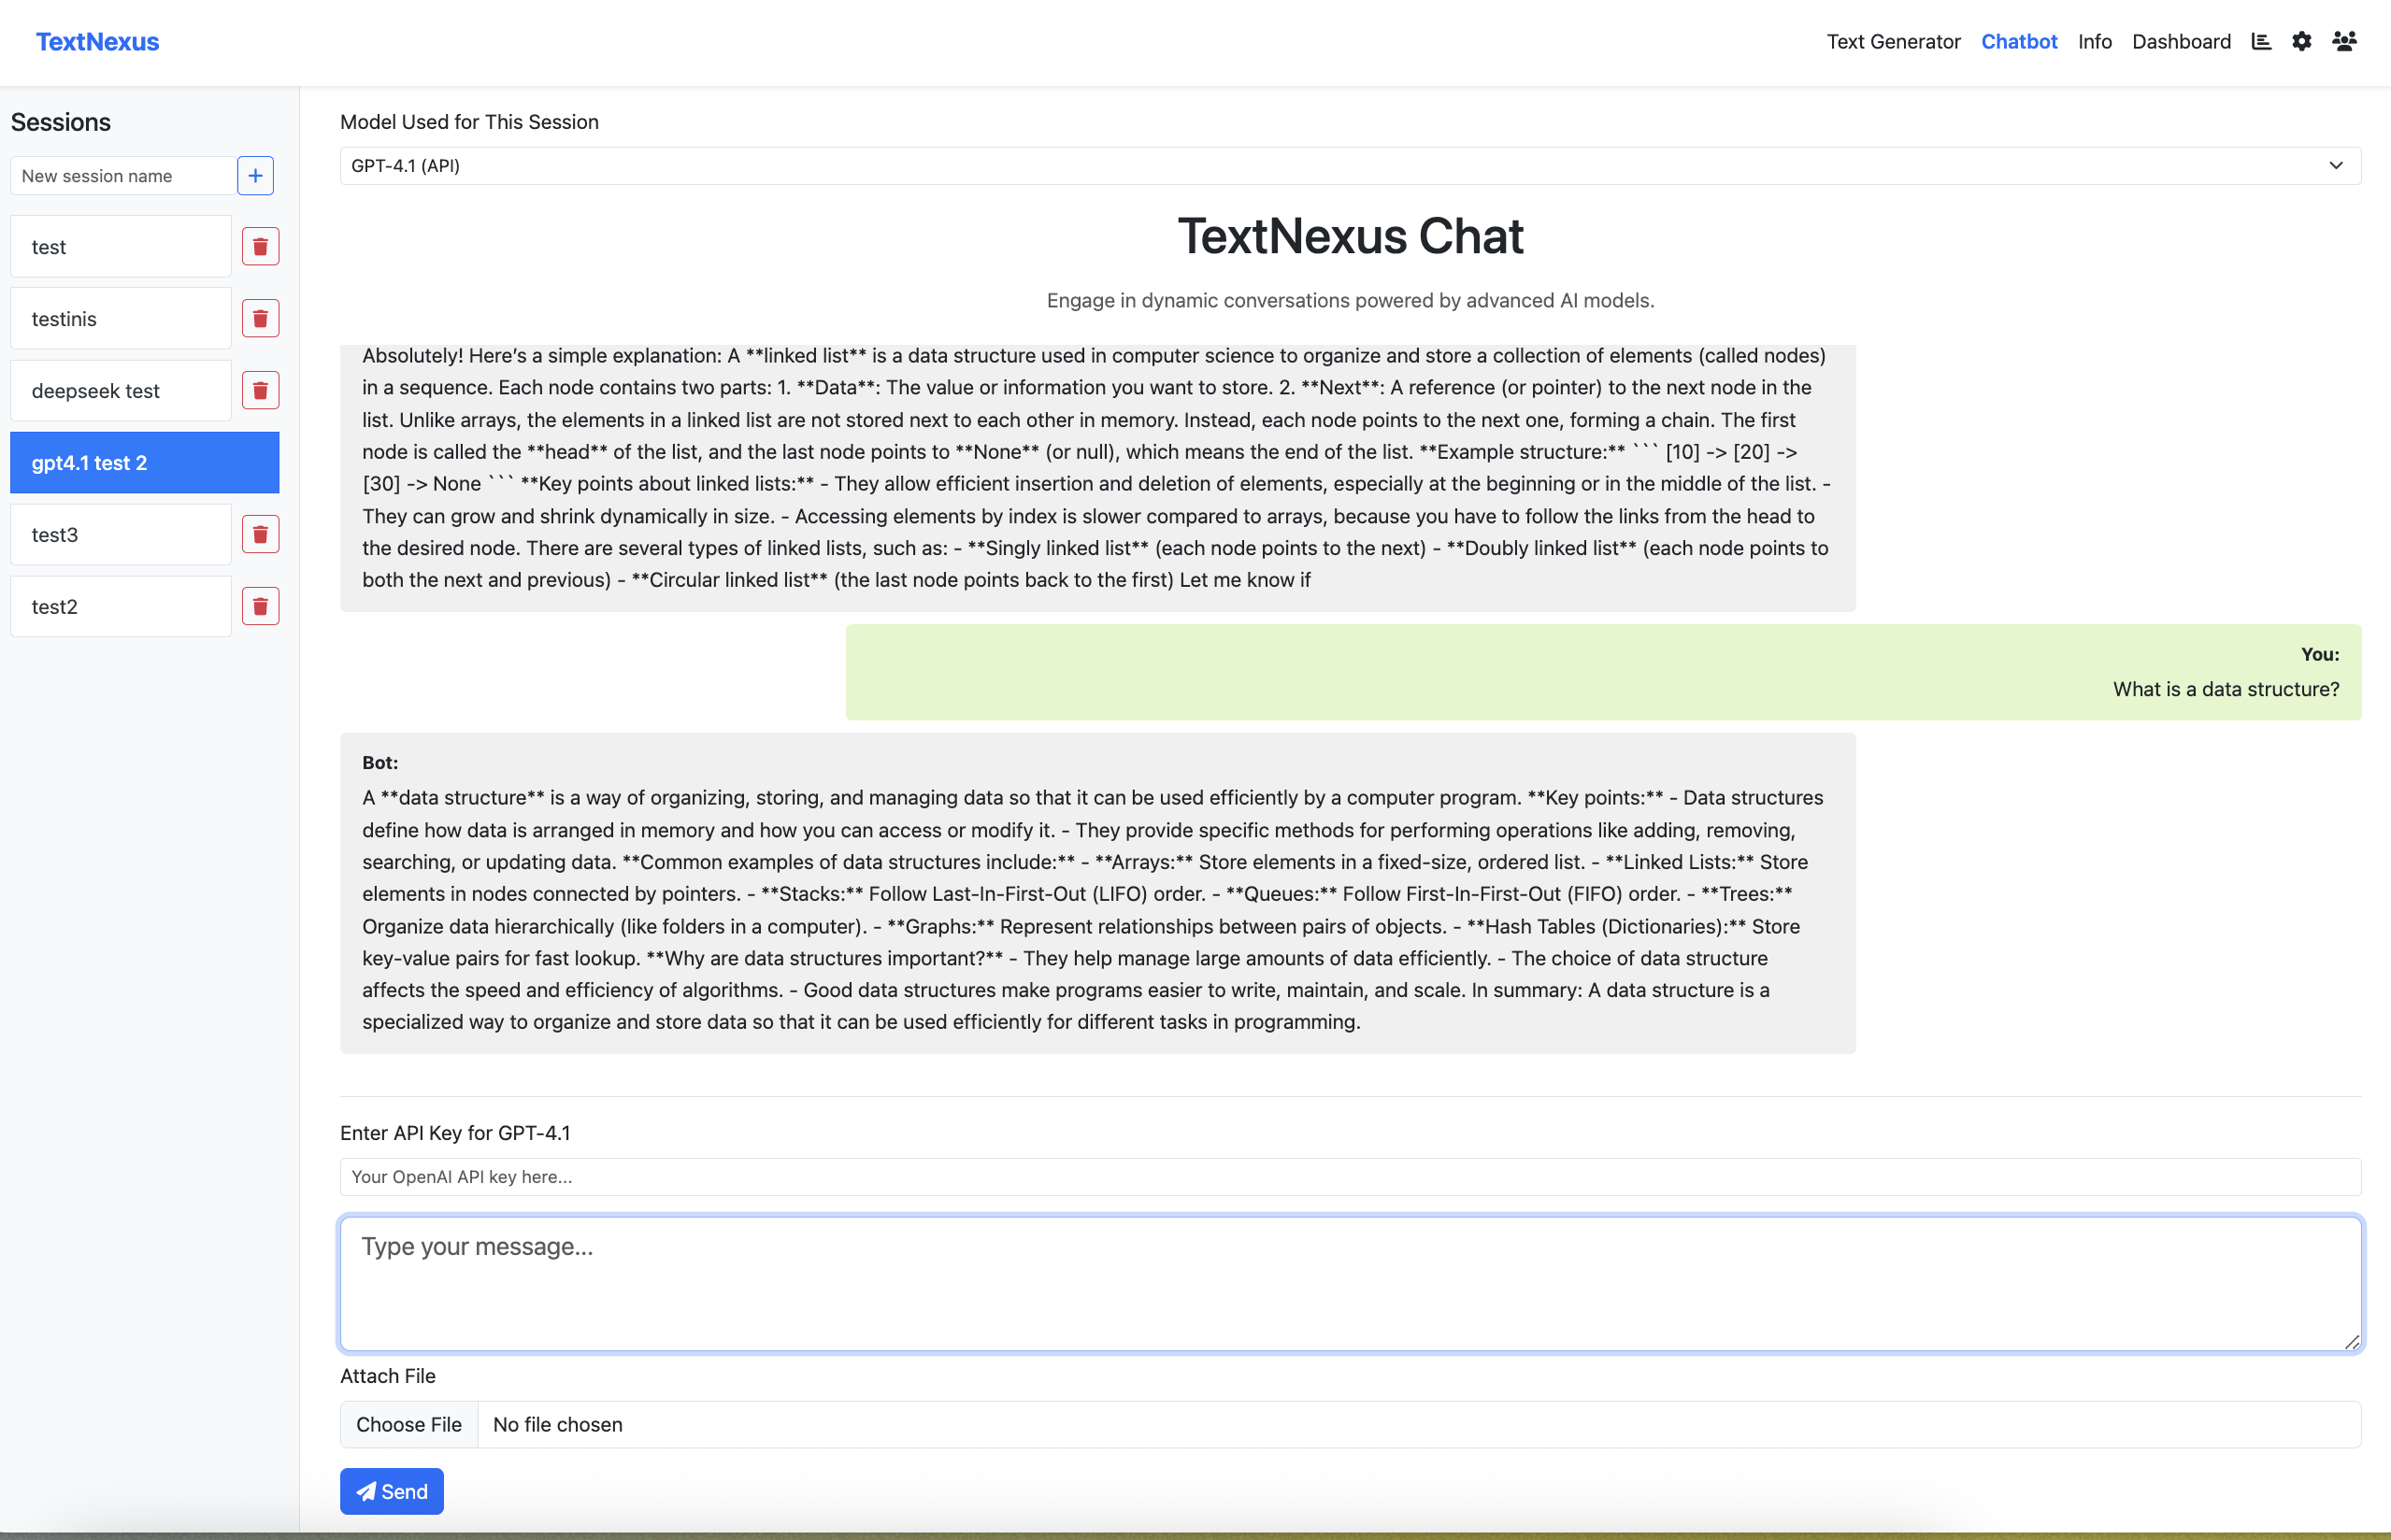 TextNexus
Text Generator Chatbot Info Dashboard
Sessions
New session name
test
testinis
deepseek test
gpt4.1 test 2
test3
test2
Model Used for This Session
GPT-4.1 (API)
TextNexus Chat
Engage in dynamic conversations powered by advanced AI models.
Absolutely! Here’s a simple explanation: A **linked list** is a data structure used in computer science to organize and store a collection of elements (called nodes)
in a sequence. Each node contains two parts: 1. **Data**: The value or information you want to store. 2. **Next**: A reference (or pointer) to the next node in the
list. Unlike arrays, the elements in a linked list are not stored next to each other in memory. Instead, each node points to the next one, forming a chain. The first
node is called the **head** of the list, and the last node points to **None** (or null), which means the end of the list. **Example structure:** ``` [10] -> [20] ->
[30] -> None ``` **Key points about linked lists:** - They allow efficient insertion and deletion of elements, especially at the beginning or in the middle of the list. -
They can grow and shrink dynamically in size. - Accessing elements by index is slower compared to arrays, because you have to follow the links from the head to
the desired node. There are several types of linked lists, such as: - **Singly linked list** (each node points to the next) - **Doubly linked list** (each node points to
both the next and previous) - **Circular linked list** (the last node points back to the first) Let me know if
You:
What is a data structure?
Bot:
A **data structure** is a way of organizing, storing, and managing data so that it can be used efficiently by a computer program. **Key points:** - Data structures
define how data is arranged in memory and how you can access or modify it. - They provide specific methods for performing operations like adding, removing,
searching, or updating data. **Common examples of data structures include:** - **Arrays:** Store elements in a fixed-size, ordered list. - **Linked Lists:** Store
elements in nodes connected by pointers. - **Stacks:** Follow Last-In-First-Out (LIFO) order. - **Queues:** Follow First-In-First-Out (FIFO) order. - **Trees:**
Organize data hierarchically (like folders in a computer). - **Graphs:** Represent relationships between pairs of objects. - **Hash Tables (Dictionaries):** Store
key-value pairs for fast lookup. **Why are data structures important?** - They help manage large amounts of data efficiently. - The choice of data structure
affects the speed and efficiency of algorithms. - Good data structures make programs easier to write, maintain, and scale. In summary: A data structure is a
specialized way to organize and store data so that it can be used efficiently for different tasks in programming.
Enter API Key for GPT-4.1
Your OpenAI API key here...
Type your message...
Attach File
Choose File No file chosen
Send